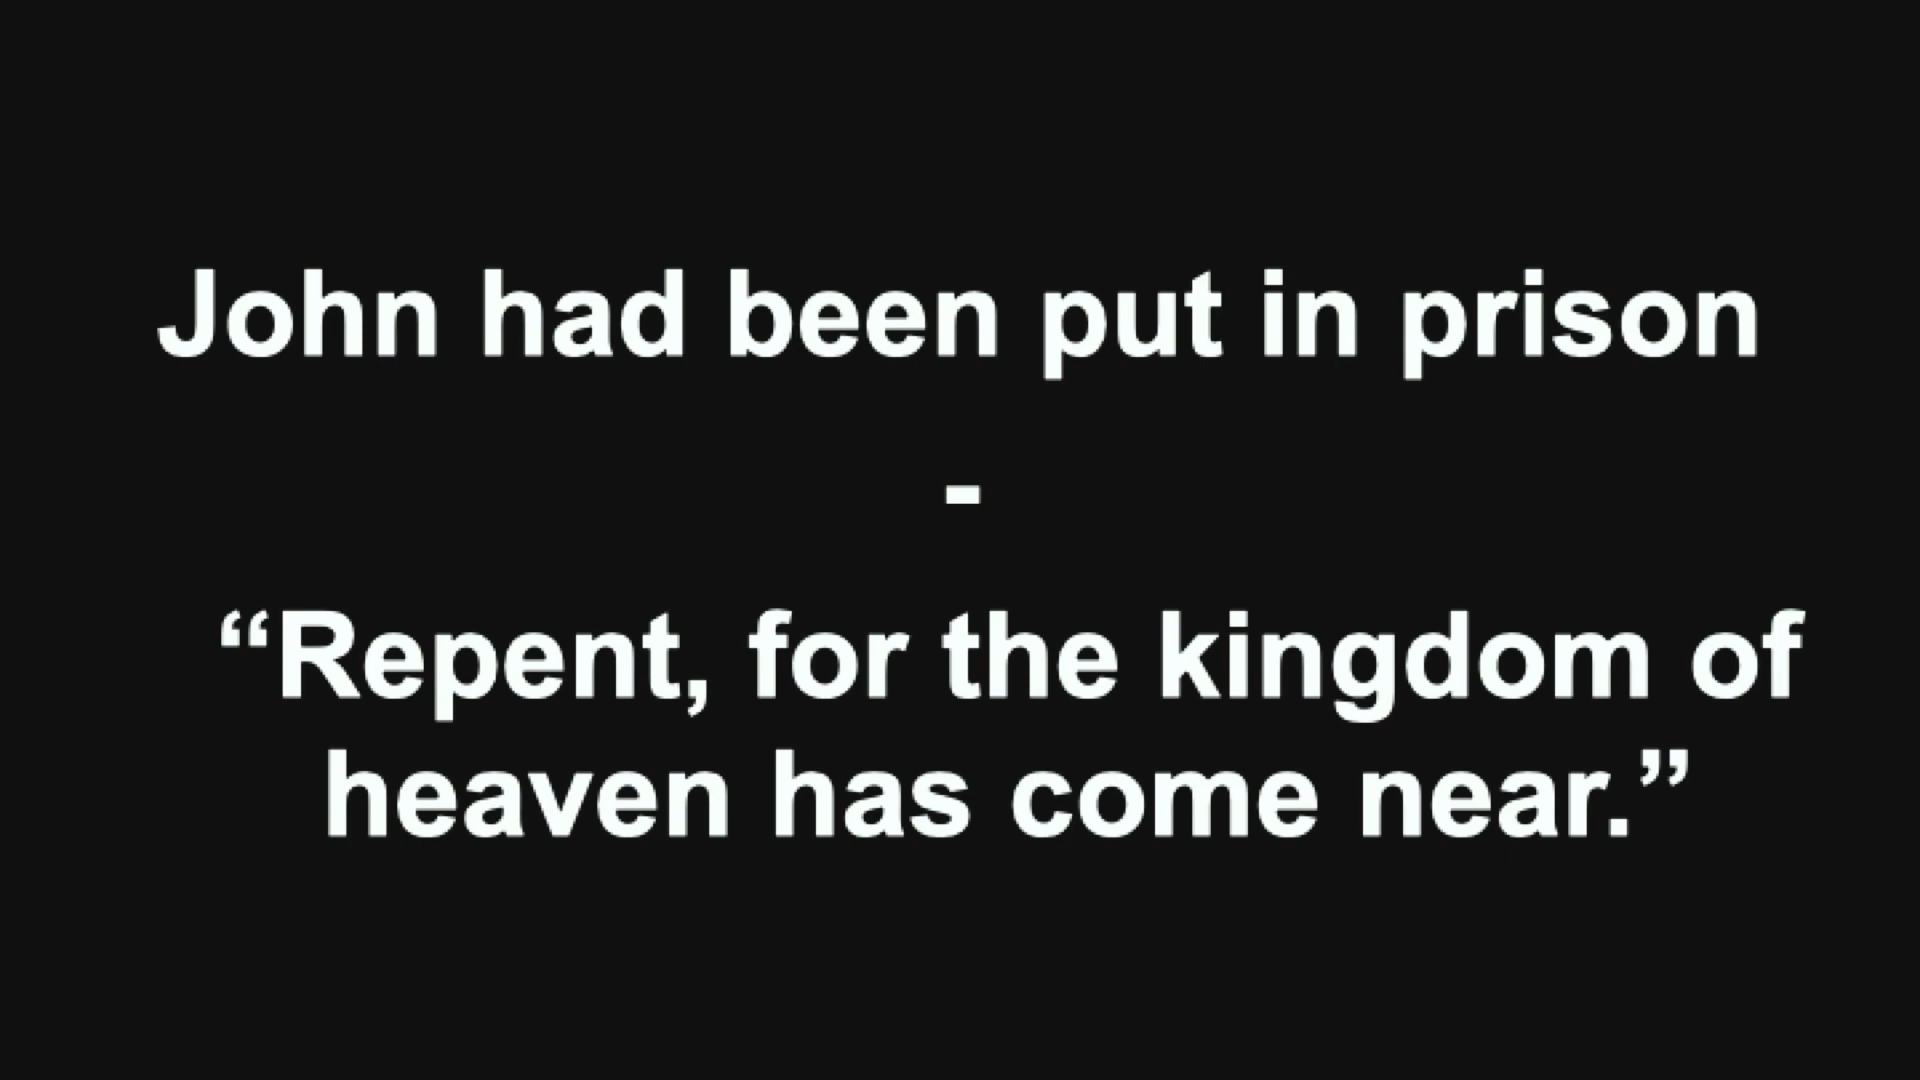 John had been put in prison
-
“Repent, for the kingdom of
heaven has come near.”